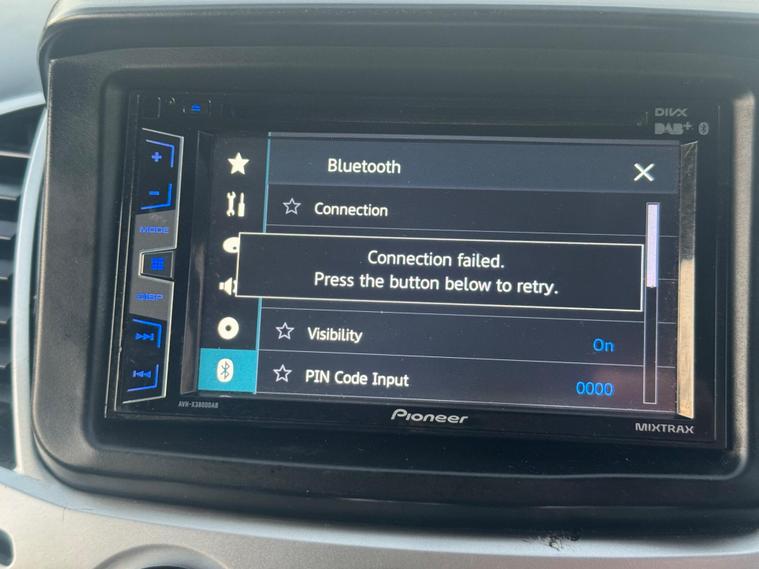 DIVX
DAB+
Bluetooth
Connection
MODE
Connection failed.
Press the button below to retry.
DISP
Visibility
On
PIN Code Input
0000
AVH-X3800DAB
Pioneer
MIXTRAX